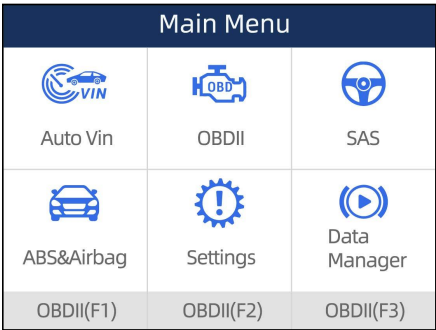 Main Menu
VIN
OBD
Auto Vin OBDII SAS
ABS&Airbag Settings Data Manager
OBDII(F1) OBDII(F2) OBDII(F3)